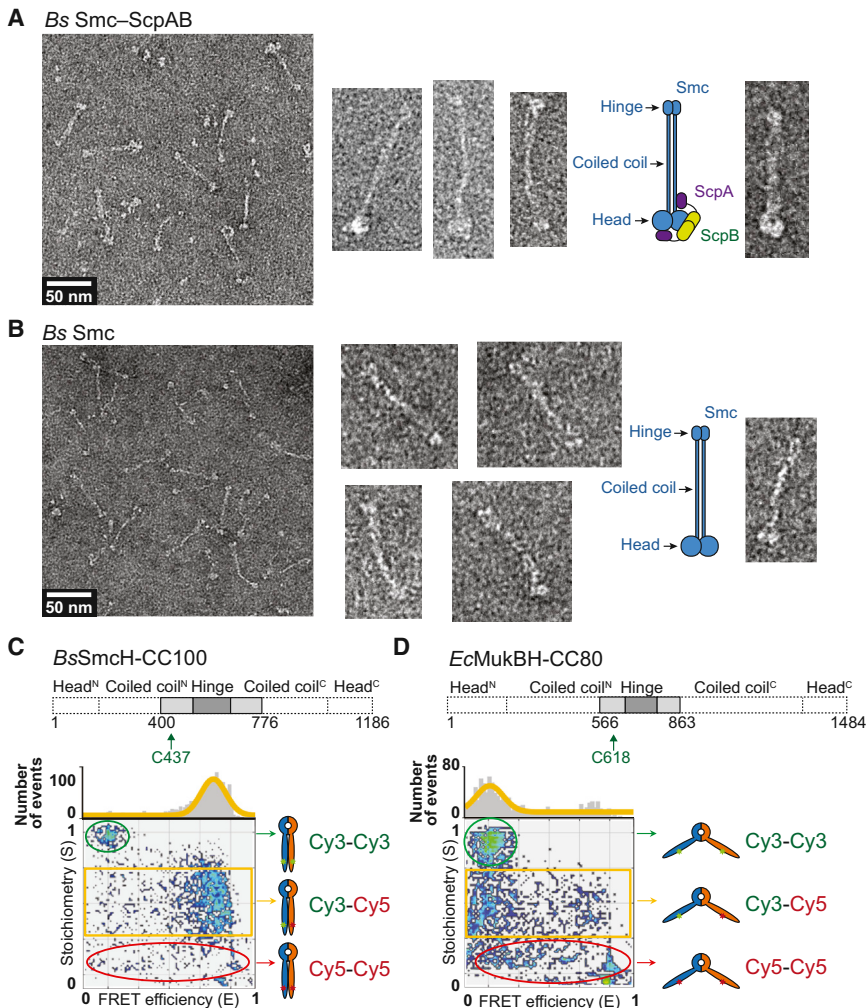 A
Bs Smc–ScpAB
50 nm
Hinge
Smc
Coiled coil
ScpA
Head
ScpB
B
Bs Smc
50 nm
Hinge
Smc
Coiled coil
Head
C
BsSmcH-CC100
Head^N Coiled coil^N Hinge Coiled coil^C Head^C
1 400 776 1186
C437
Number of events
100
0
Stoichiometry (S)
1
0
0 FRET efficiency (E) 1
Cy3-Cy3
Cy3-Cy5
Cy5-Cy5
D
EcMukBH-CC80
Head^N Coiled coil^N Hinge Coiled coil^C Head^C
1 566 863 1484
C618
Number of events
80
0
Stoichiometry (S)
1
0
0 FRET efficiency (E) 1
Cy3-Cy3
Cy3-Cy5
Cy5-Cy5